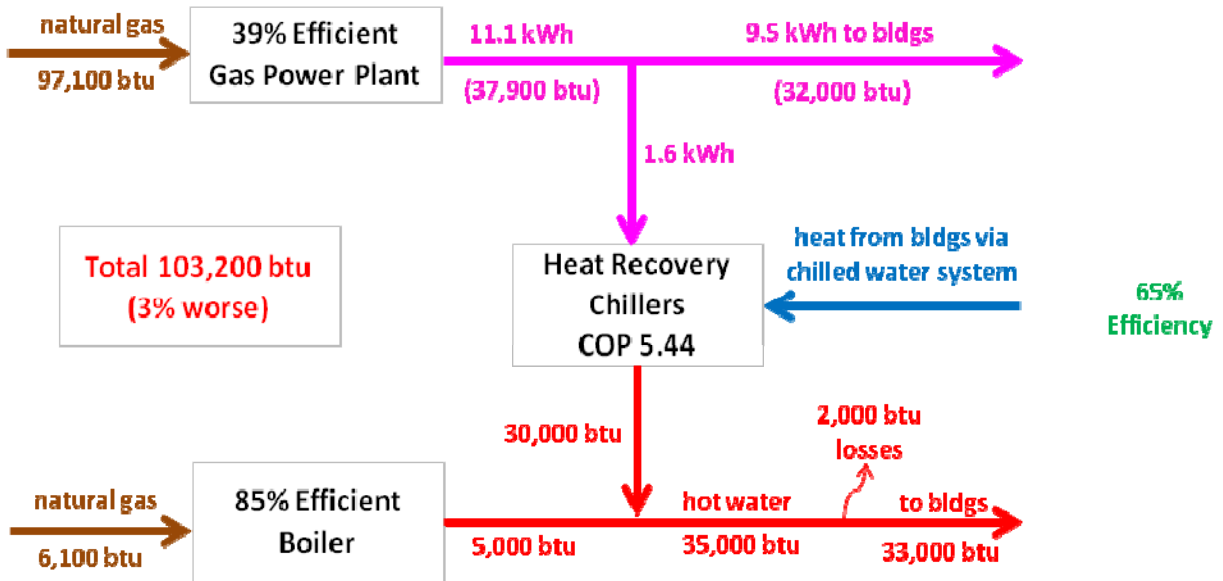 natural gas
97,100 btu
39% Efficient
Gas Power Plant
11.1 kWh
(37,900 btu)
9.5 kWh to bldgs
(32,000 btu)
1.6 kWh
Total 103,200 btu
(3% worse)
Heat Recovery
Chillers
COP 5.44
heat from bldgs via
chilled water system
65%
Efficiency
30,000 btu
2,000 btu
losses
natural gas
6,100 btu
85% Efficient
Boiler
5,000 btu
hot water
35,000 btu
to bldgs
33,000 btu